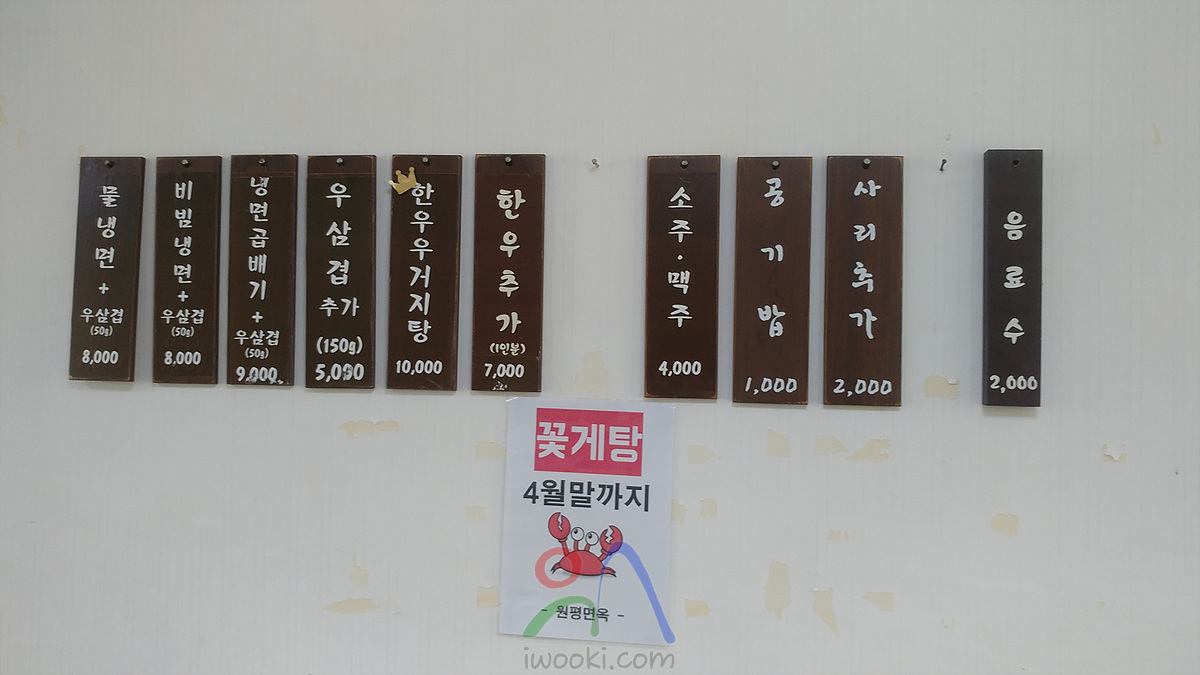 물냉면+
우삼겹
(50g)
8,000
비빔냉면+
우삼겹
(50g)
8,000
냉면곱배기+
우삼겹
(50g)
9,000
우삼겹
추가
(150g)
5,000
한우우거지탕
10,000
한우추가
(1인분)
7,000
소주·맥주
4,000
공기밥
1,000
사리추가
2,000
음료수
2,000
꽃게탕
4월말까지
- 원평면옥 -
iwooki.com